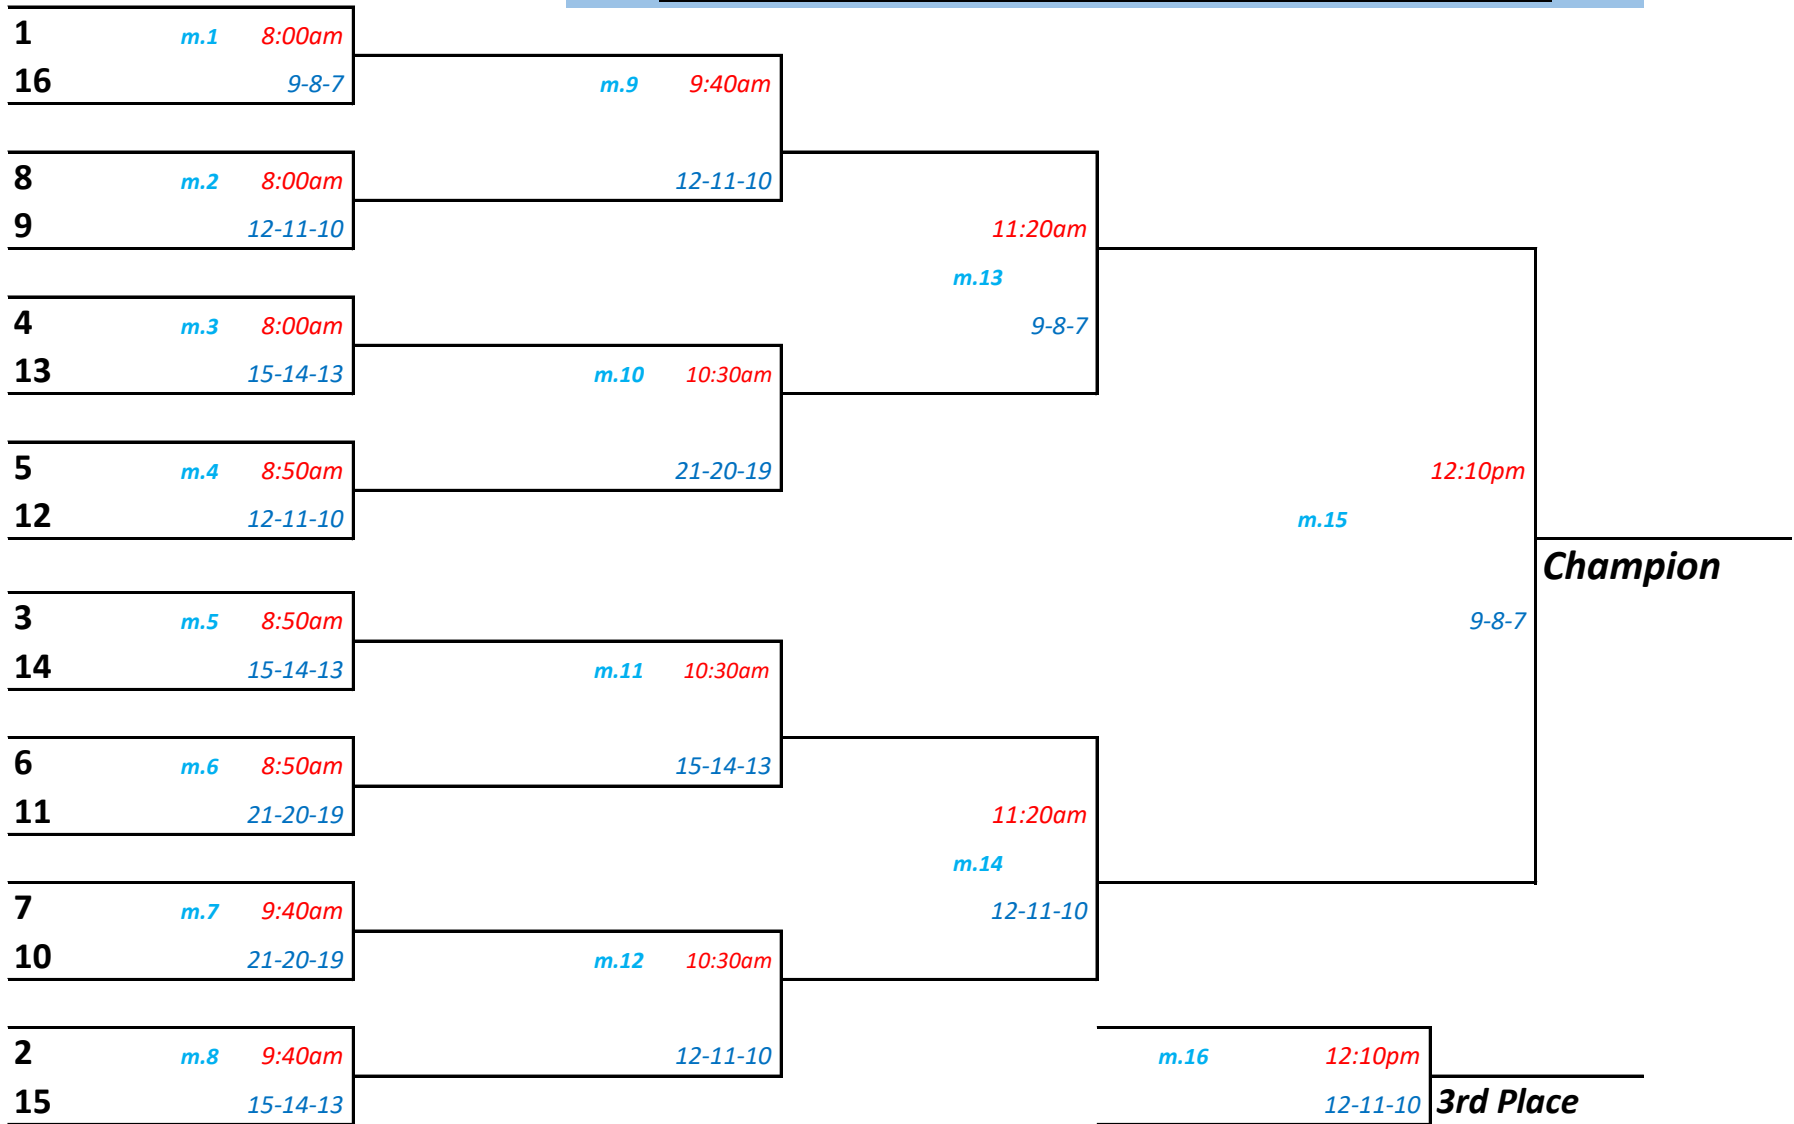 1 m.1 8:00am
16 9-8-7
m.9 9:40am
8 m.2 8:00am
12-11-10
9 12-11-10
11:20am
m.13
4 m.3 8:00am
9-8-7
13 15-14-13
m.10 10:30am
5 m.4 8:50am
21-20-19
12:10pm
12 12-11-10
m.15
Champion
3 m.5 8:50am
9-8-7
14 15-14-13
m.11 10:30am
6 m.6 8:50am
15-14-13
11 21-20-19
11:20am
m.14
7 m.7 9:40am
12-11-10
10 21-20-19
m.12 10:30am
2 m.8 9:40am
12-11-10
m.16 12:10pm
15 15-14-13
12-11-10
3rd Place